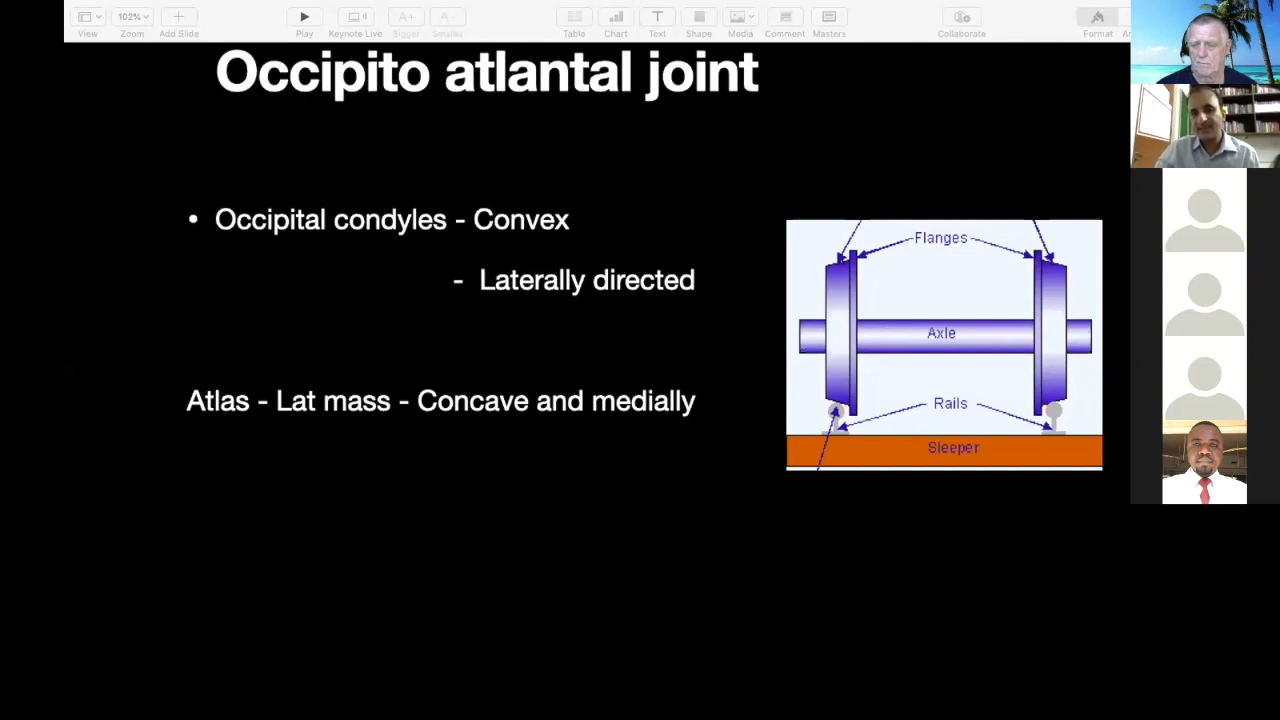 102%
View
Zoom
Add Slide
Play
Keynote Live
Bigger
Smaller
Table
Chart
Text
Shape
Media
Comment
Masters
Collaborate
Format
Occipito atlantal joint
• Occipital condyles - Convex
- Laterally directed
Atlas - Lat mass - Concave and medially
Flanges
Axle
Rails
Sleeper